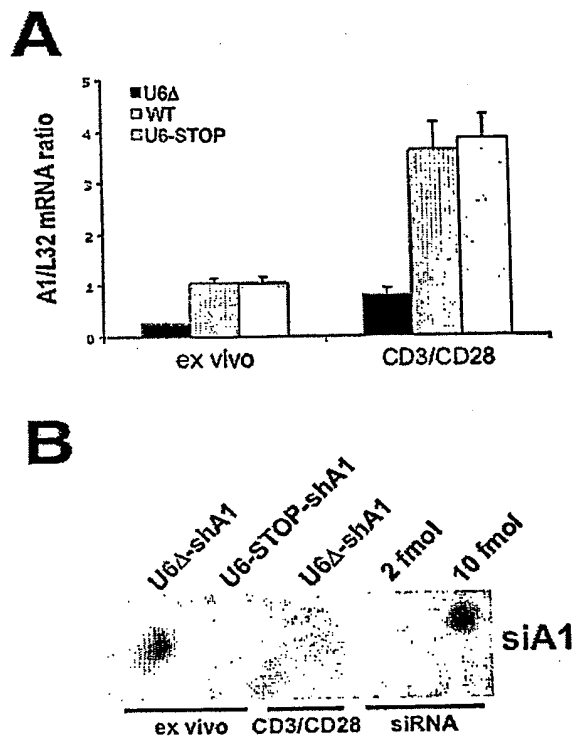 A
A1/L32 mRNA ratio
5
4
3
2
1
0
U6Δ
WT
U6-STOP
ex vivo
CD3/CD28
B
U6Δ-shA1
U6-STOP-shA1
U6Δ-shA1
2 fmol
10 fmol
siA1
ex vivo
CD3/CD28
siRNA